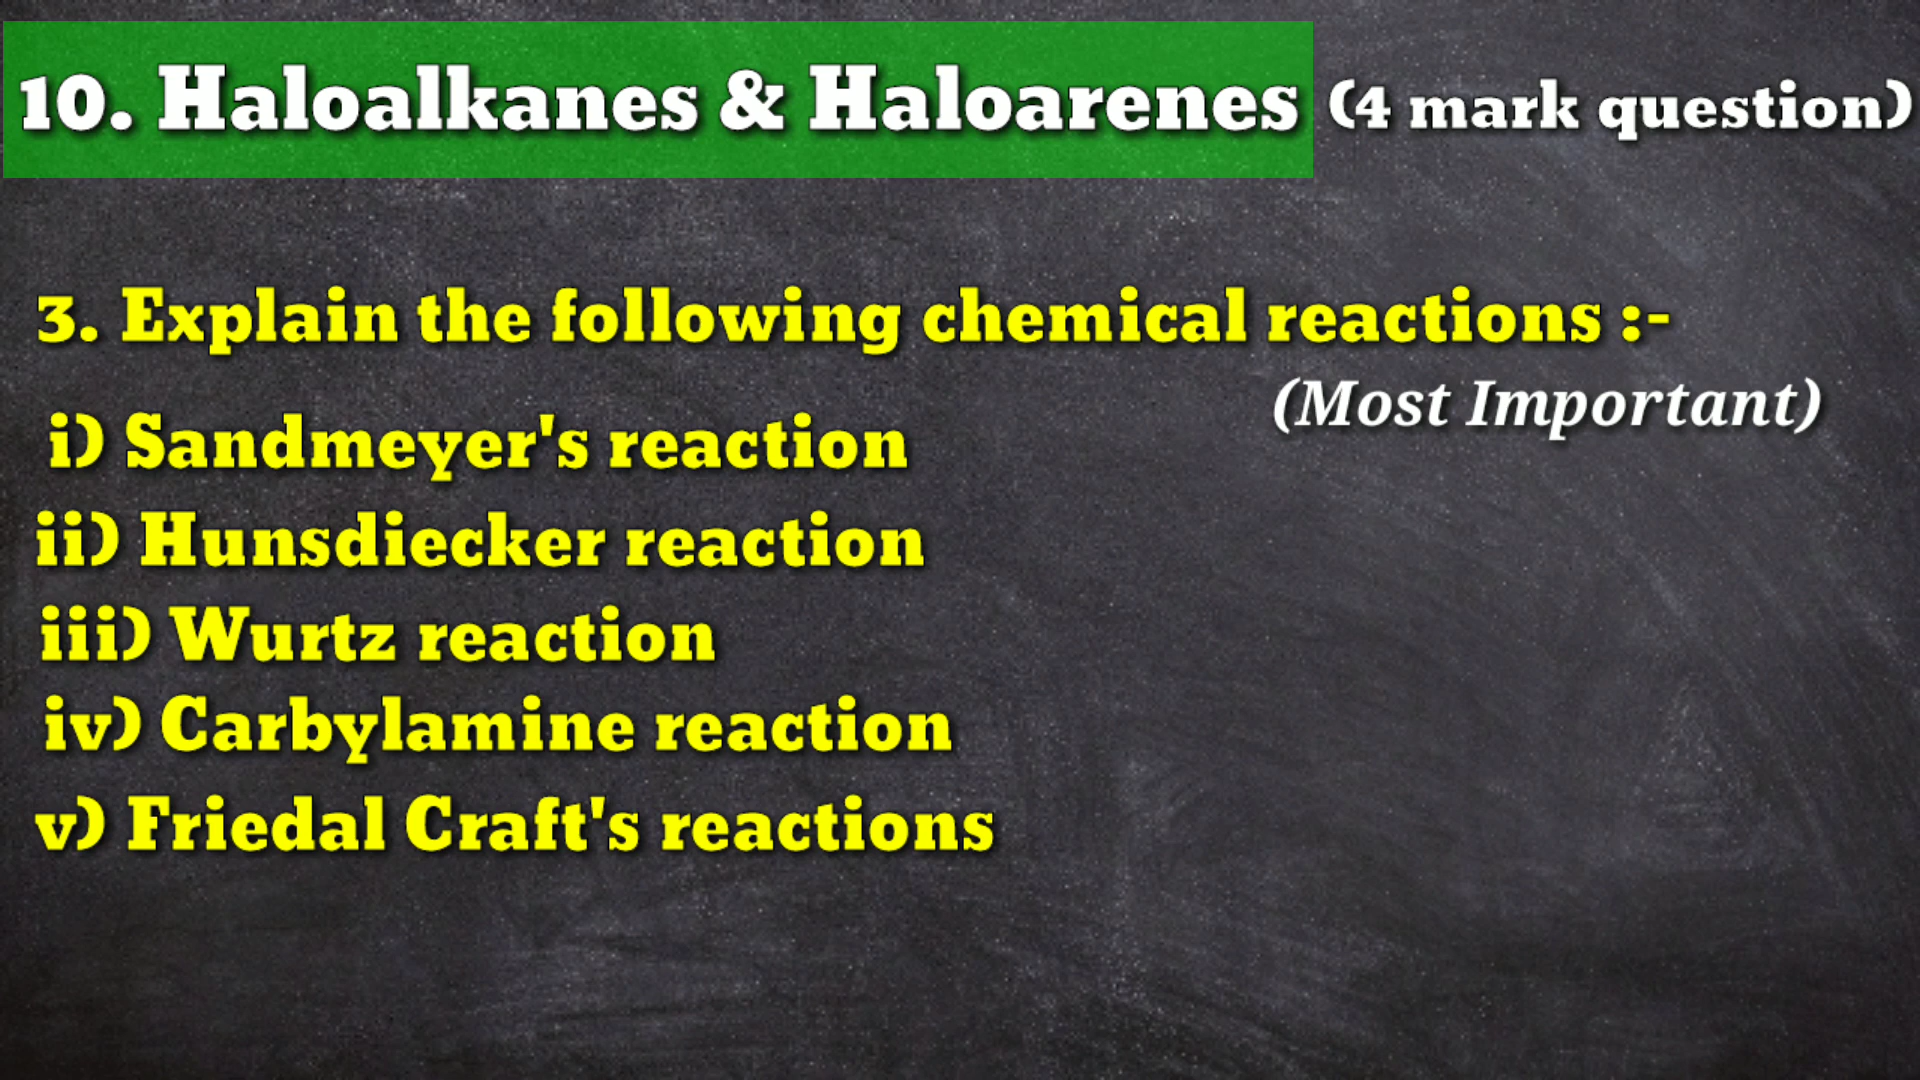 10. Haloalkanes & Haloarenes (4 mark question)
3. Explain the following chemical reactions :-
(Most Important)
i) Sandmeyer's reaction
ii) Hunsdiecker reaction
iii) Wurtz reaction
iv) Carbylamine reaction
v) Friedal Craft's reactions